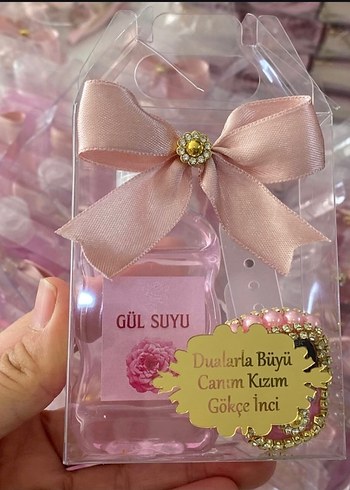 GÜL SUYU
Dualarla Büyü
Canım Kızım
Gökçe İnci